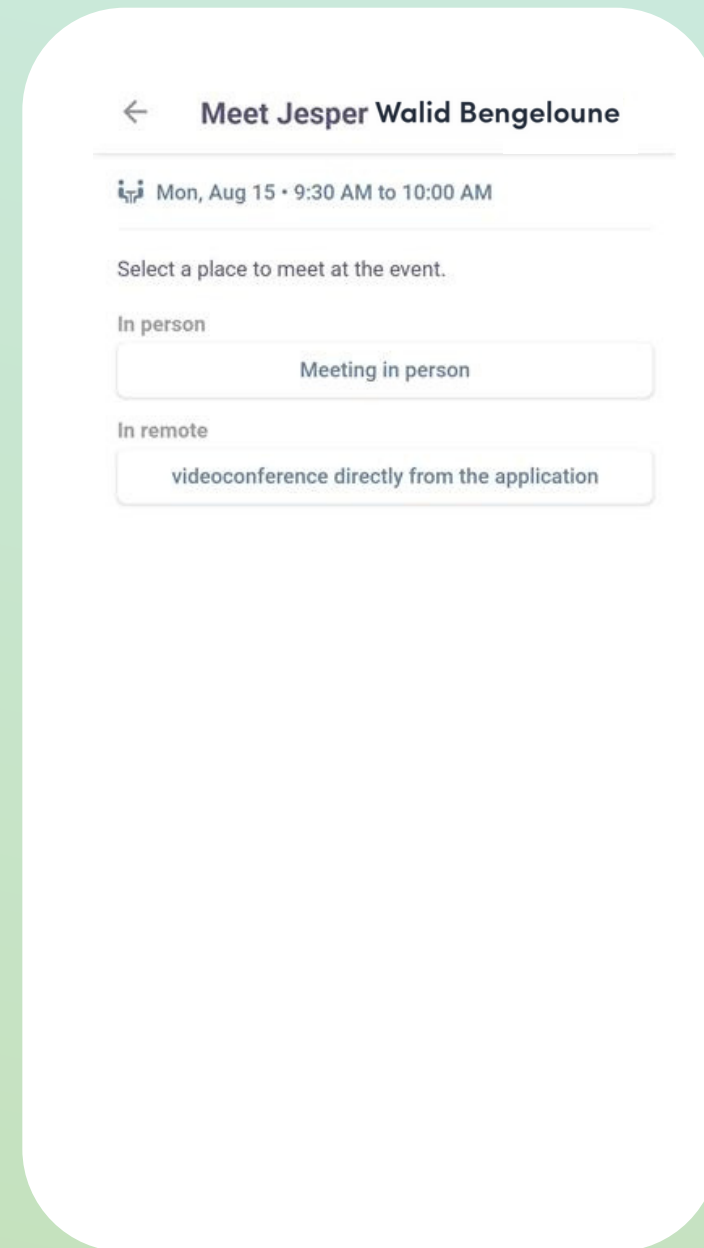 Meet Jesper Walid Bengeloune
Mon, Aug 15 • 9:30 AM to 10:00 AM
Select a place to meet at the event.
In person
Meeting in person
In remote
videoconference directly from the application